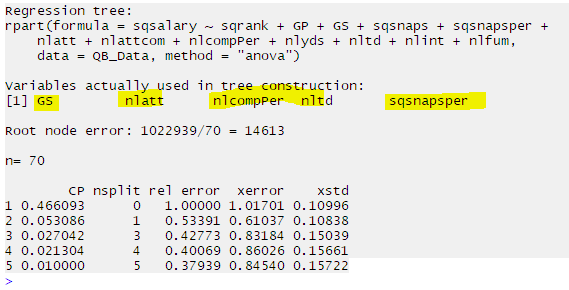 Regression tree:
rpart(formula = sqsalary ~ sqrank + GP + GS + sqsnaps + sqsnapsper +
nlatt + nlattcom + nlcompPer + nlyds + nltd + nlint + nlfum,
data = QB_Data, method = "anova")
Variables actually used in tree construction:
[1] GS nlatt nlcompPer nltd sqsnapsper
Root node error: 1022939/70 = 14613
n= 70
CP nsplit rel error xerror xstd
1 0.466093 0 1.00000 1.01701 0.10996
2 0.053086 1 0.53391 0.61037 0.10838
3 0.027042 3 0.42773 0.83184 0.15039
4 0.021304 4 0.40069 0.86026 0.15661
5 0.010000 5 0.37939 0.84540 0.15722
>